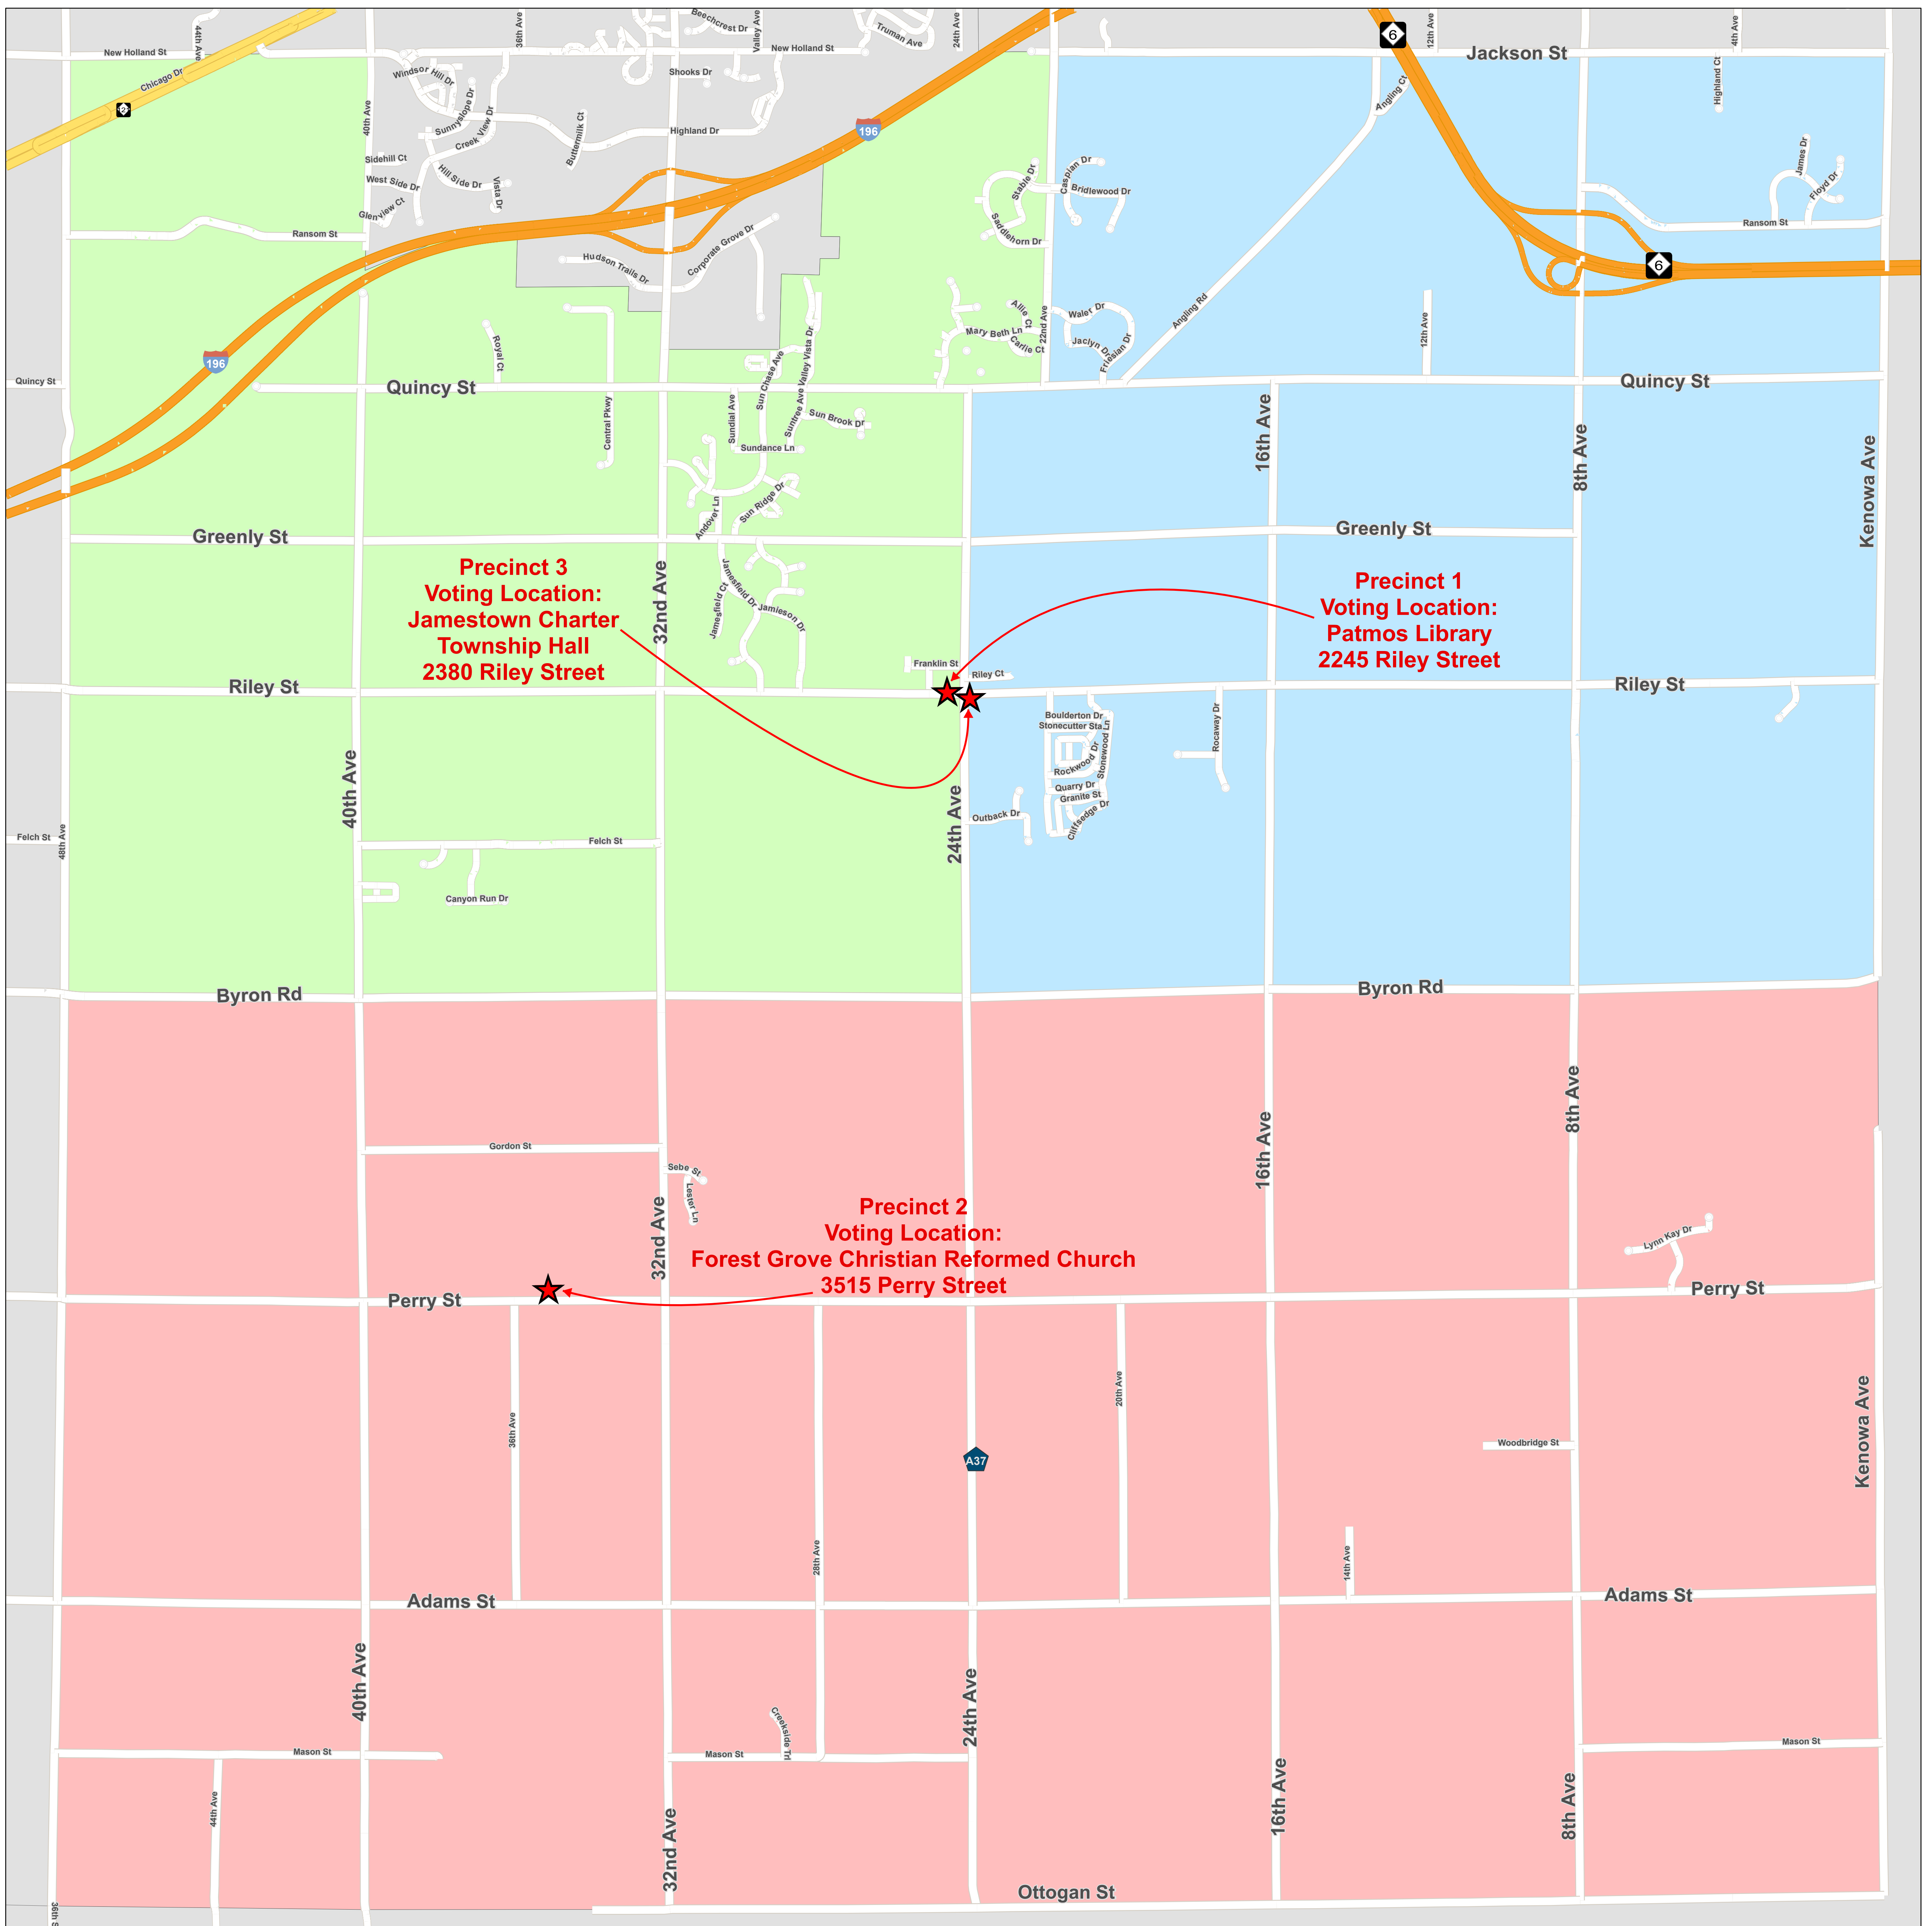 44th Ave
36th Ave
Beechcrest Dr
Valley Ave
Truman Ave
24th Ave
6
12th Ave
4th Ave
New Holland St
New Holland St
Jackson St
Chicago Dr
Windsor Hill Dr
Shooks Dr
Highland Ct
Angling Ct
40th Ave
Sunnyslope Dr
Creek View Dr
Buttermilk Ct
Highland Dr
196
Sidehill Ct
West Side Dr
Hill Side Dr
Vista Dr
Glenview Ct
Stable Dr
Caspian Dr
Bridlewood Dr
James Dr
Floyd Dr
Saddlehorn Dr
Ransom St
Ransom St
Hudson Trails Dr
Corporate Grove Dr
6
Allie Ct
Waler Dr
Mary Beth Ln
Carlie Ct
22nd Ave
Jaclyn Dr
Friesian Dr
Angling Rd
12th Ave
Royal Ct
196
Quincy St
Quincy St
Quincy St
Central Pkwy
Sundial Ave
Sun Chase Ave
Suntree Ave
Valley Vista Dr
Sun Brook Dr
Sundance Ln
16th Ave
8th Ave
Kenowa Ave
Andover Ln
Sun Ridge Dr
Greenly St
Greenly St
Precinct 3
Voting Location:
Jamestown Charter
Township Hall
2380 Riley Street
32nd Ave
Jamesfield Dr
Jamesfield Ct
Jamieson Dr
Precinct 1
Voting Location:
Patmos Library
2245 Riley Street
Franklin St
Riley Ct
Riley St
Riley St
Boulderton Dr
Stonecutter Sta
Stonewood Ln
Rockwood Dr
Quarry Dr
Granite St
Cliffsedge Dr
Rocaway Dr
40th Ave
24th Ave
Outback Dr
Felch St
48th Ave
Felch St
Canyon Run Dr
Byron Rd
Byron Rd
8th Ave
16th Ave
Gordon St
Sebe St
Lester Ln
32nd Ave
Precinct 2
Voting Location:
Forest Grove Christian Reformed Church
3515 Perry Street
Lynn Kay Dr
Perry St
Perry St
36th Ave
20th Ave
A37
Woodbridge St
Kenowa Ave
28th Ave
14th Ave
Adams St
Adams St
40th Ave
24th Ave
Creekside Trl
Mason St
Mason St
Mason St
44th Ave
32nd Ave
16th Ave
8th Ave
Ottogan St